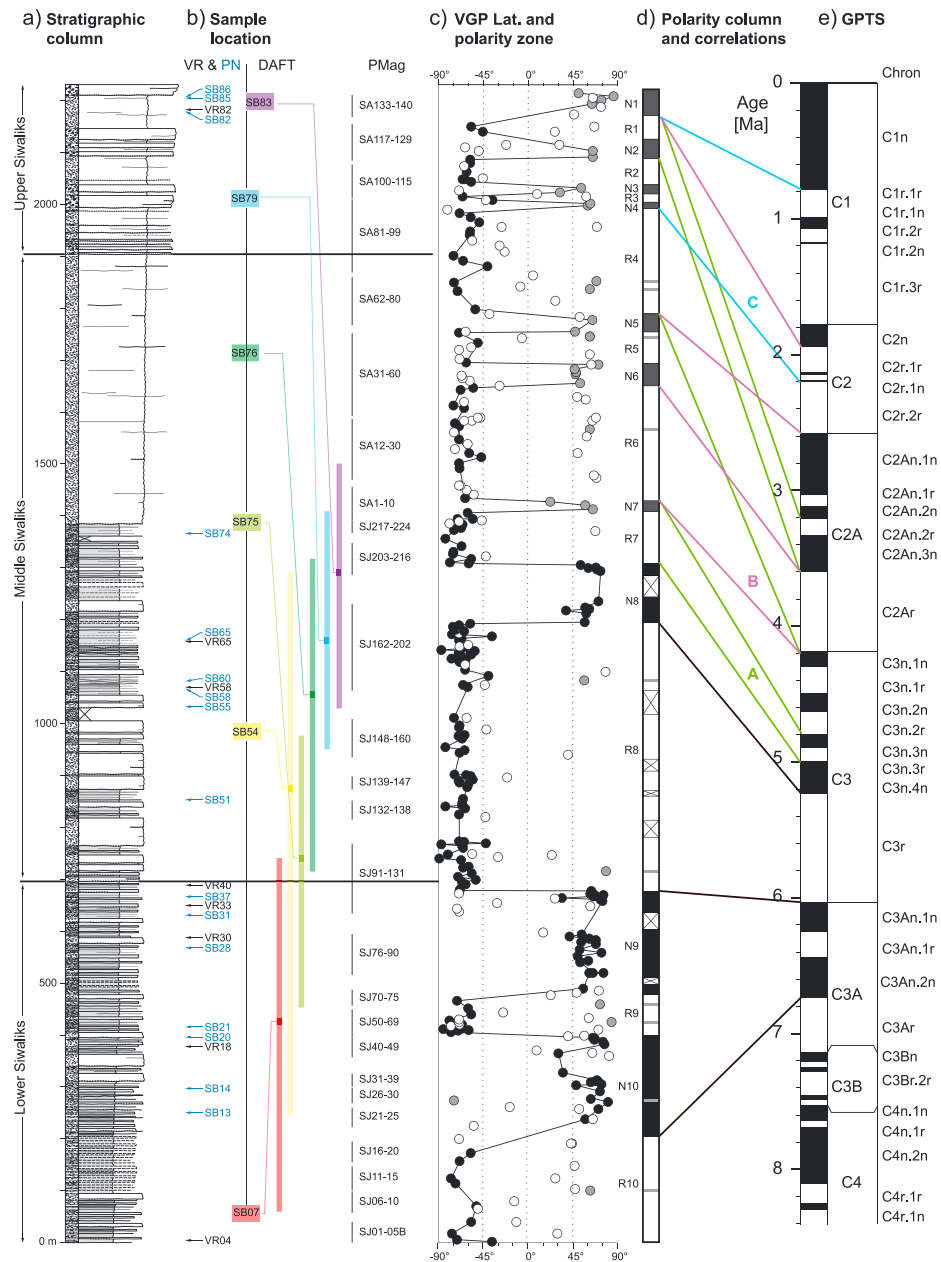 a) Stratigraphic column
b) Sample location
c) VGP Lat. and polarity zone
d) Polarity column and correlations
e) GPTS
VR & PN
DAFT
PMag
-90° -45° 0° 45° 90°
Age [Ma]
Chron
Upper Siwaliks
Middle Siwaliks
Lower Siwaliks
2000
1500
1000
500
0 m
SB86
SB85
VR82
SB82
SB74
SB65
VR65
SB60
VR58
SB58
SB55
SB51
VR40
SB37
VR33
SB31
VR30
SB28
SB21
SB20
VR18
SB14
SB13
VR04
SB83
SB79
SB76
SB75
SB54
SB07
SA133-140
SA117-129
SA100-115
SA81-99
SA62-80
SA31-60
SA12-30
SA1-10
SJ217-224
SJ203-216
SJ162-202
SJ148-160
SJ139-147
SJ132-138
SJ91-131
SJ76-90
SJ70-75
SJ50-69
SJ40-49
SJ31-39
SJ26-30
SJ21-25
SJ16-20
SJ11-15
SJ06-10
SJ01-05B
-90° -45° 0° 45° 90°
N1
R1
N2
R2
N3
R3
N4
R4
N5
R5
N6
R6
N7
R7
N8
R8
N9
R9
N10
R10
C
B
A
0
1
2
3
4
5
6
7
8
C1
C2
C2A
C3
C3A
C3B
C4
C1n
C1r.1r
C1r.1n
C1r.2r
C1r.2n
C1r.3r
C2n
C2r.1r
C2r.1n
C2r.2r
C2An.1n
C2An.1r
C2An.2n
C2An.2r
C2An.3n
C2Ar
C3n.1n
C3n.1r
C3n.2n
C3n.2r
C3n.3n
C3n.3r
C3n.4n
C3r
C3An.1n
C3An.1r
C3An.2n
C3Ar
C3Bn
C3Br.2r
C4n.1n
C4n.1r
C4n.2n
C4r.1r
C4r.1n